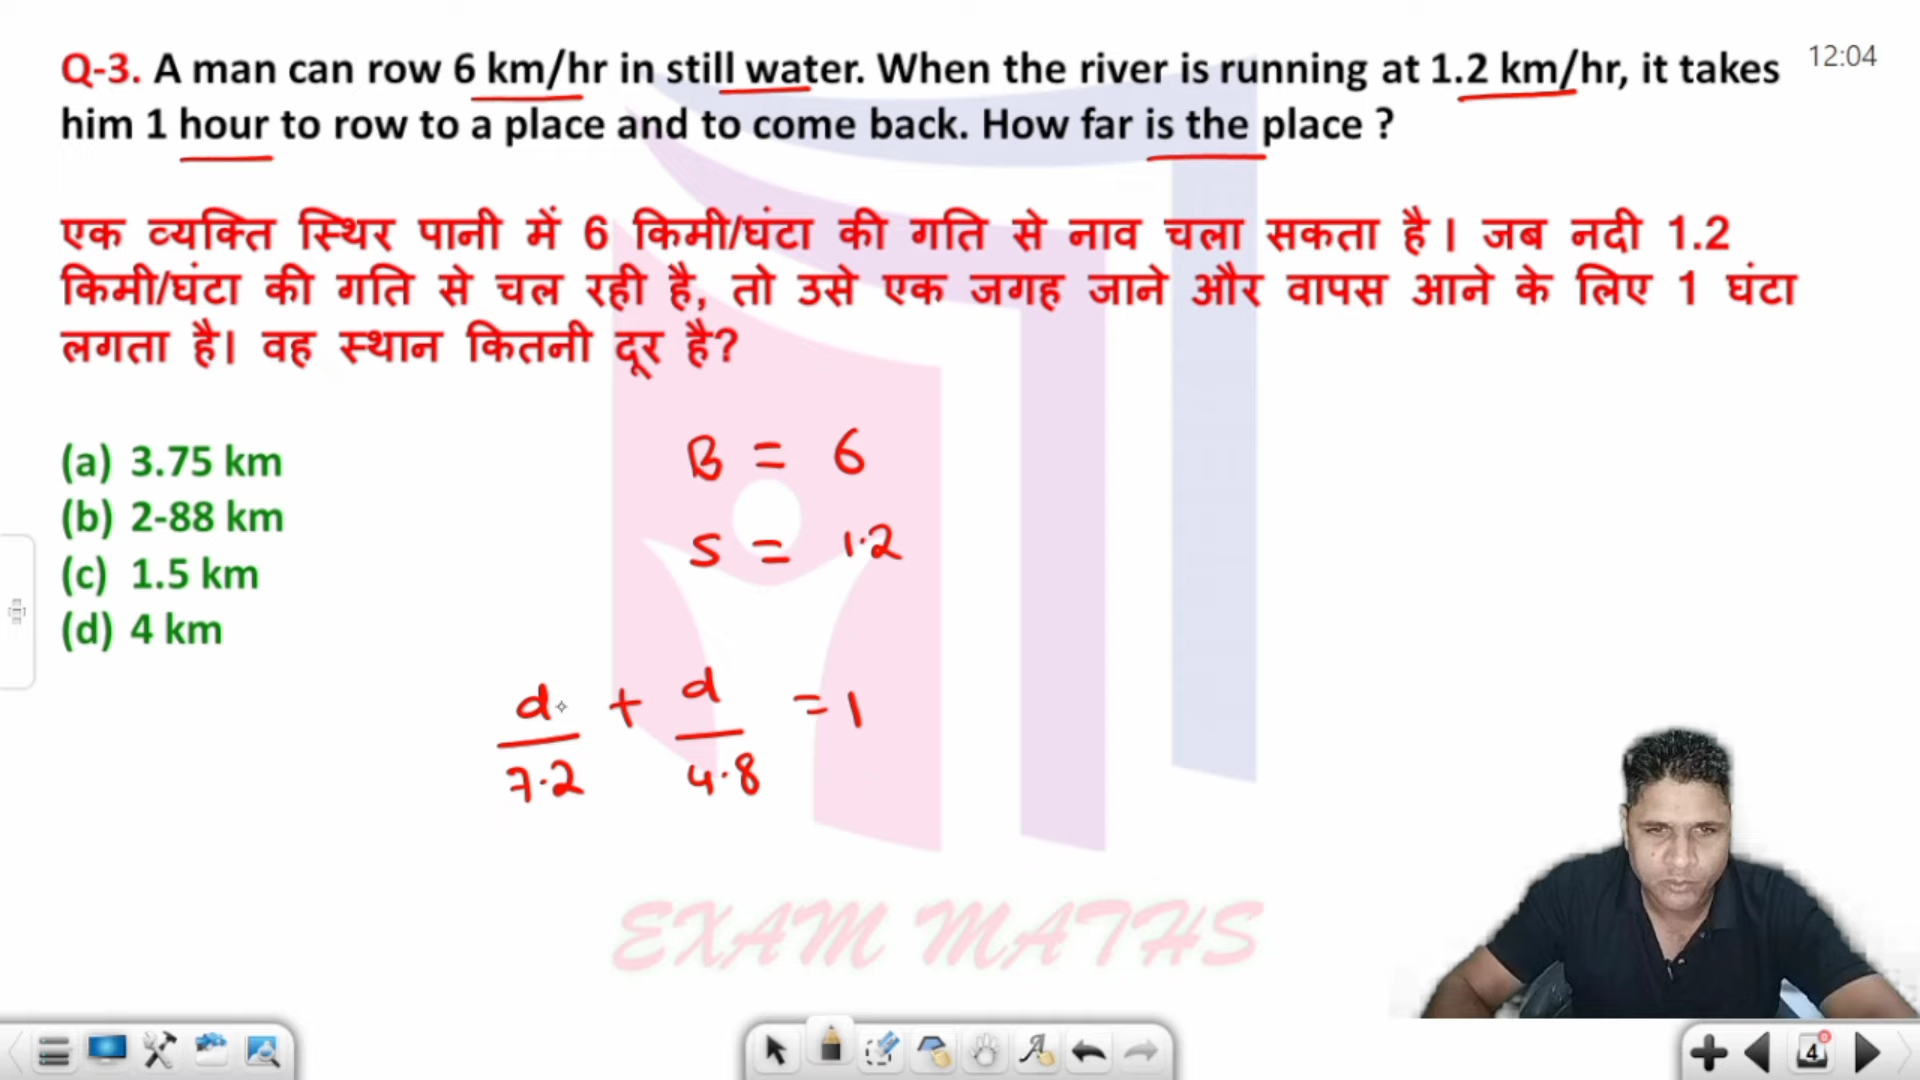 Q-3. A man can row 6 km/hr in still water. When the river is running at 1.2 km/hr, it takes
12:04
him 1 hour to row to a place and to come back. How far is the place ?
एक व्यक्ति स्थिर पानी में 6 किमी/घंटा की गति से नाव चला सकता है। जब नदी 1.2
किमी/घंटा की गति से चल रही है, तो उसे एक जगह जाने और वापस आने के लिए 1 घंटा
लगता है। वह स्थान कितनी दूर है?
(a) 3.75 km
(b) 2-88 km
(c) 1.5 km
(d) 4 km
B = 6
S = 1.2
d/7.2 + d/4.8 = 1
EXAM MATHS
4
0